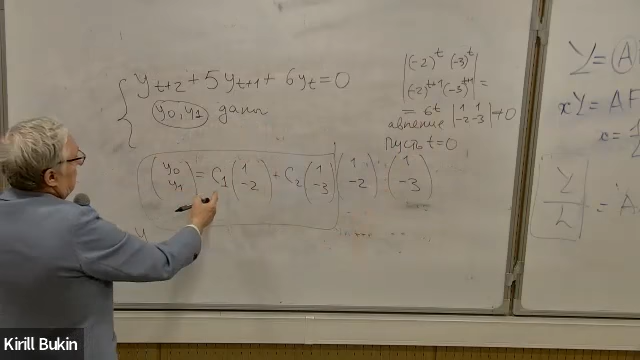 y_{t+2} + 5y_{t+1} + 6y_t = 0
y_0, y_1 даны
(y_0 y_1) = C_1 (1 -2) + C_2 (1 -3)
(1 -2) (1 -3)
|(-2)^t (-3)^t|
|(-2)^{t+1} (-3)^{t+1}| =
= 6^t |1 1 -2 -3| ≠ 0
Пусть t=0
Y = A
xY = AF
Y/L = A
Kirill Bukin